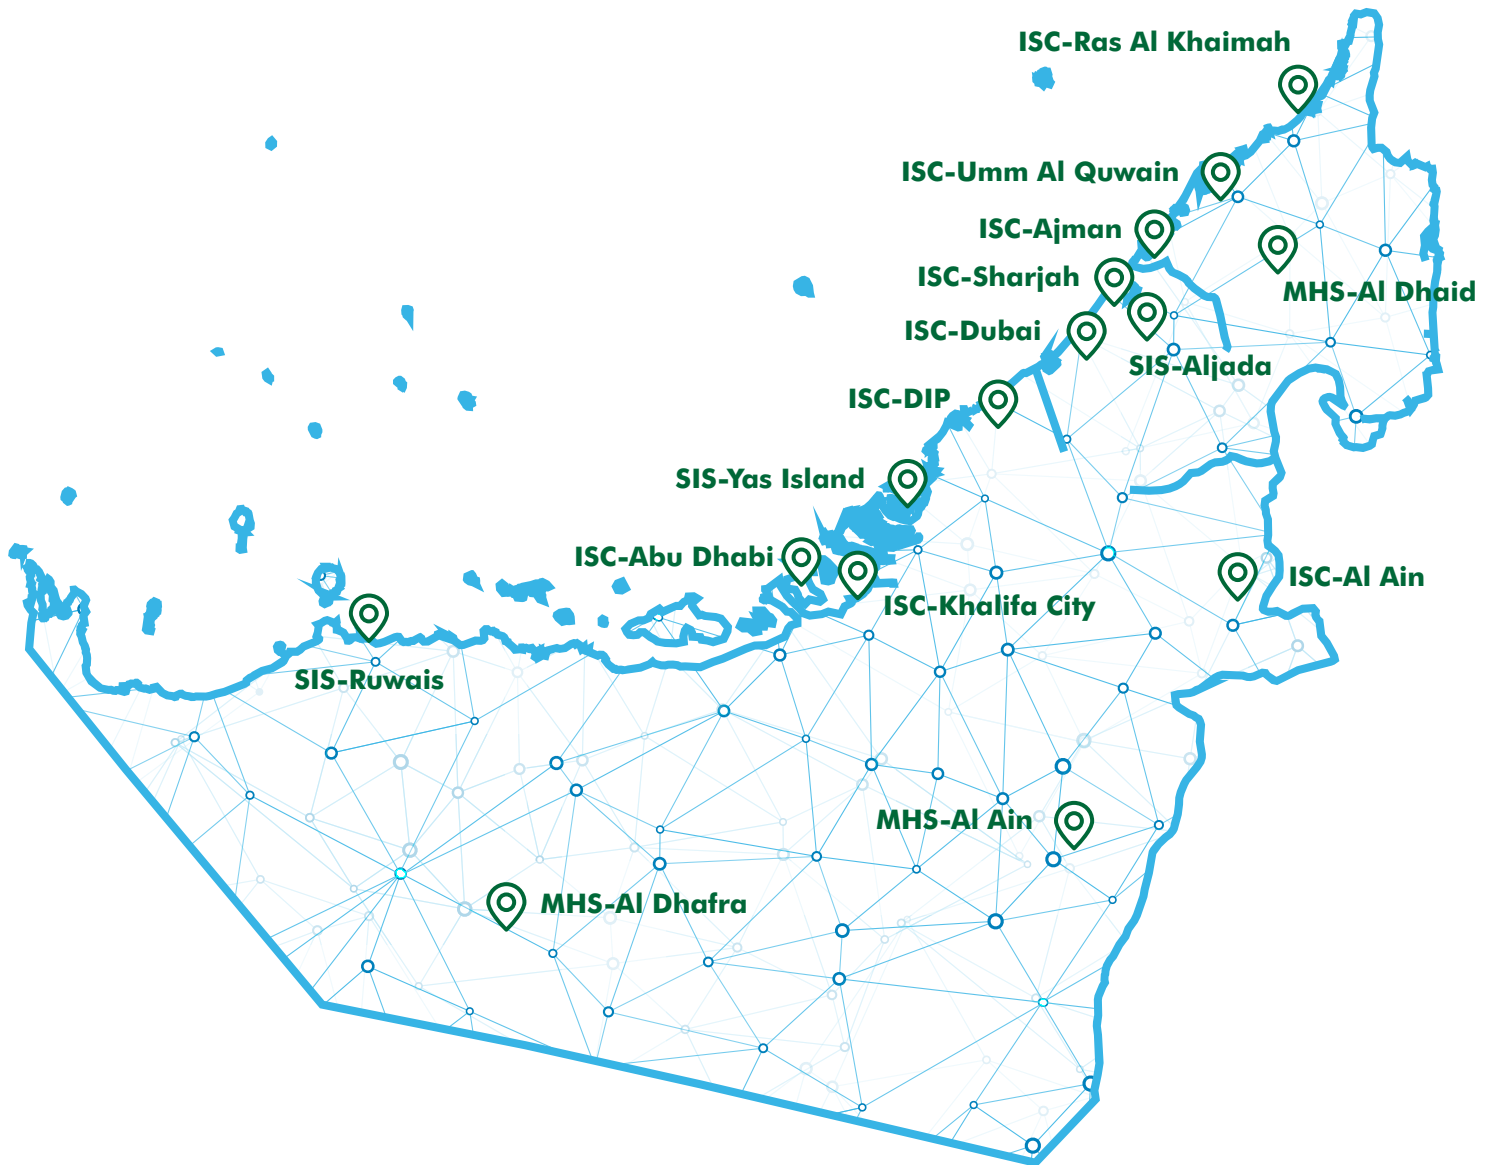 ISC-Ras Al Khaimah
ISC-Umm Al Quwain
ISC-Ajman
ISC-Sharjah
MHS-Al Dhaid
ISC-Dubai
SIS-Aljada
ISC-DIP
SIS-Yas Island
ISC-Abu Dhabi
ISC-Al Ain
ISC-Khalifa City
SIS-Ruwais
MHS-Al Ain
MHS-Al Dhafra